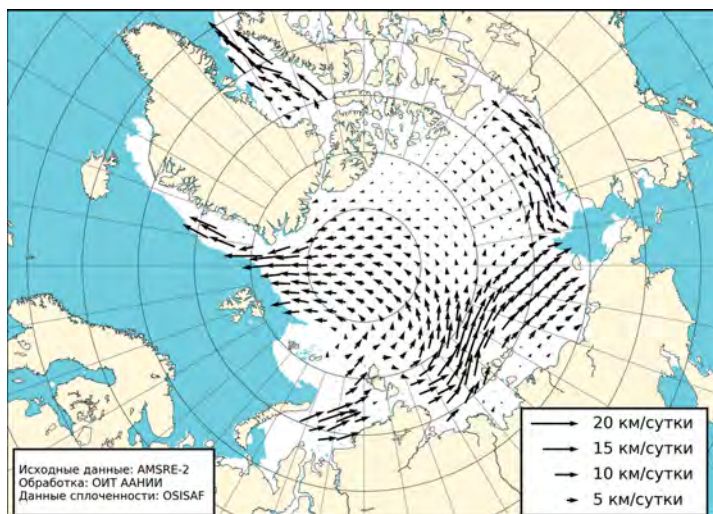 Исходные данные: AMSRE-2
Обработка: ОИТ ААНИИ
Данные сплоченности: OSISAF
20 км/сутки
15 км/сутки
10 км/сутки
5 км/сутки